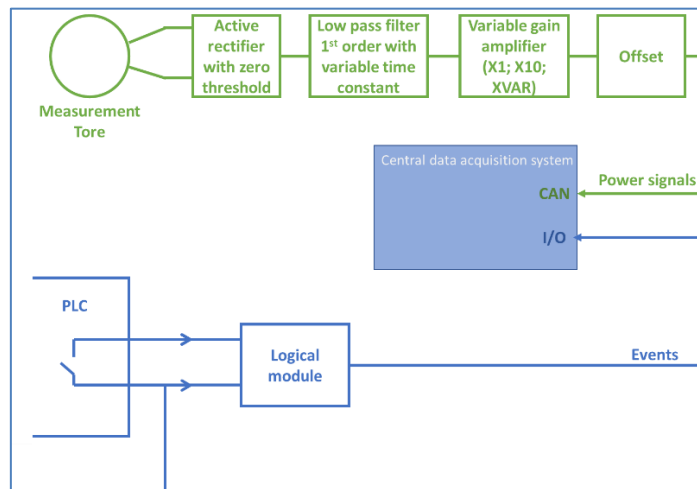 Active
rectifier
with zero
threshold
Low pass filter
1st order with
variable time
constant
Variable gain
amplifier
(X1; X10;
XVAR)
Offset
Measurement
Tore
Central data acquisition system
CAN
Power signals
I/O
PLC
Logical
module
Events